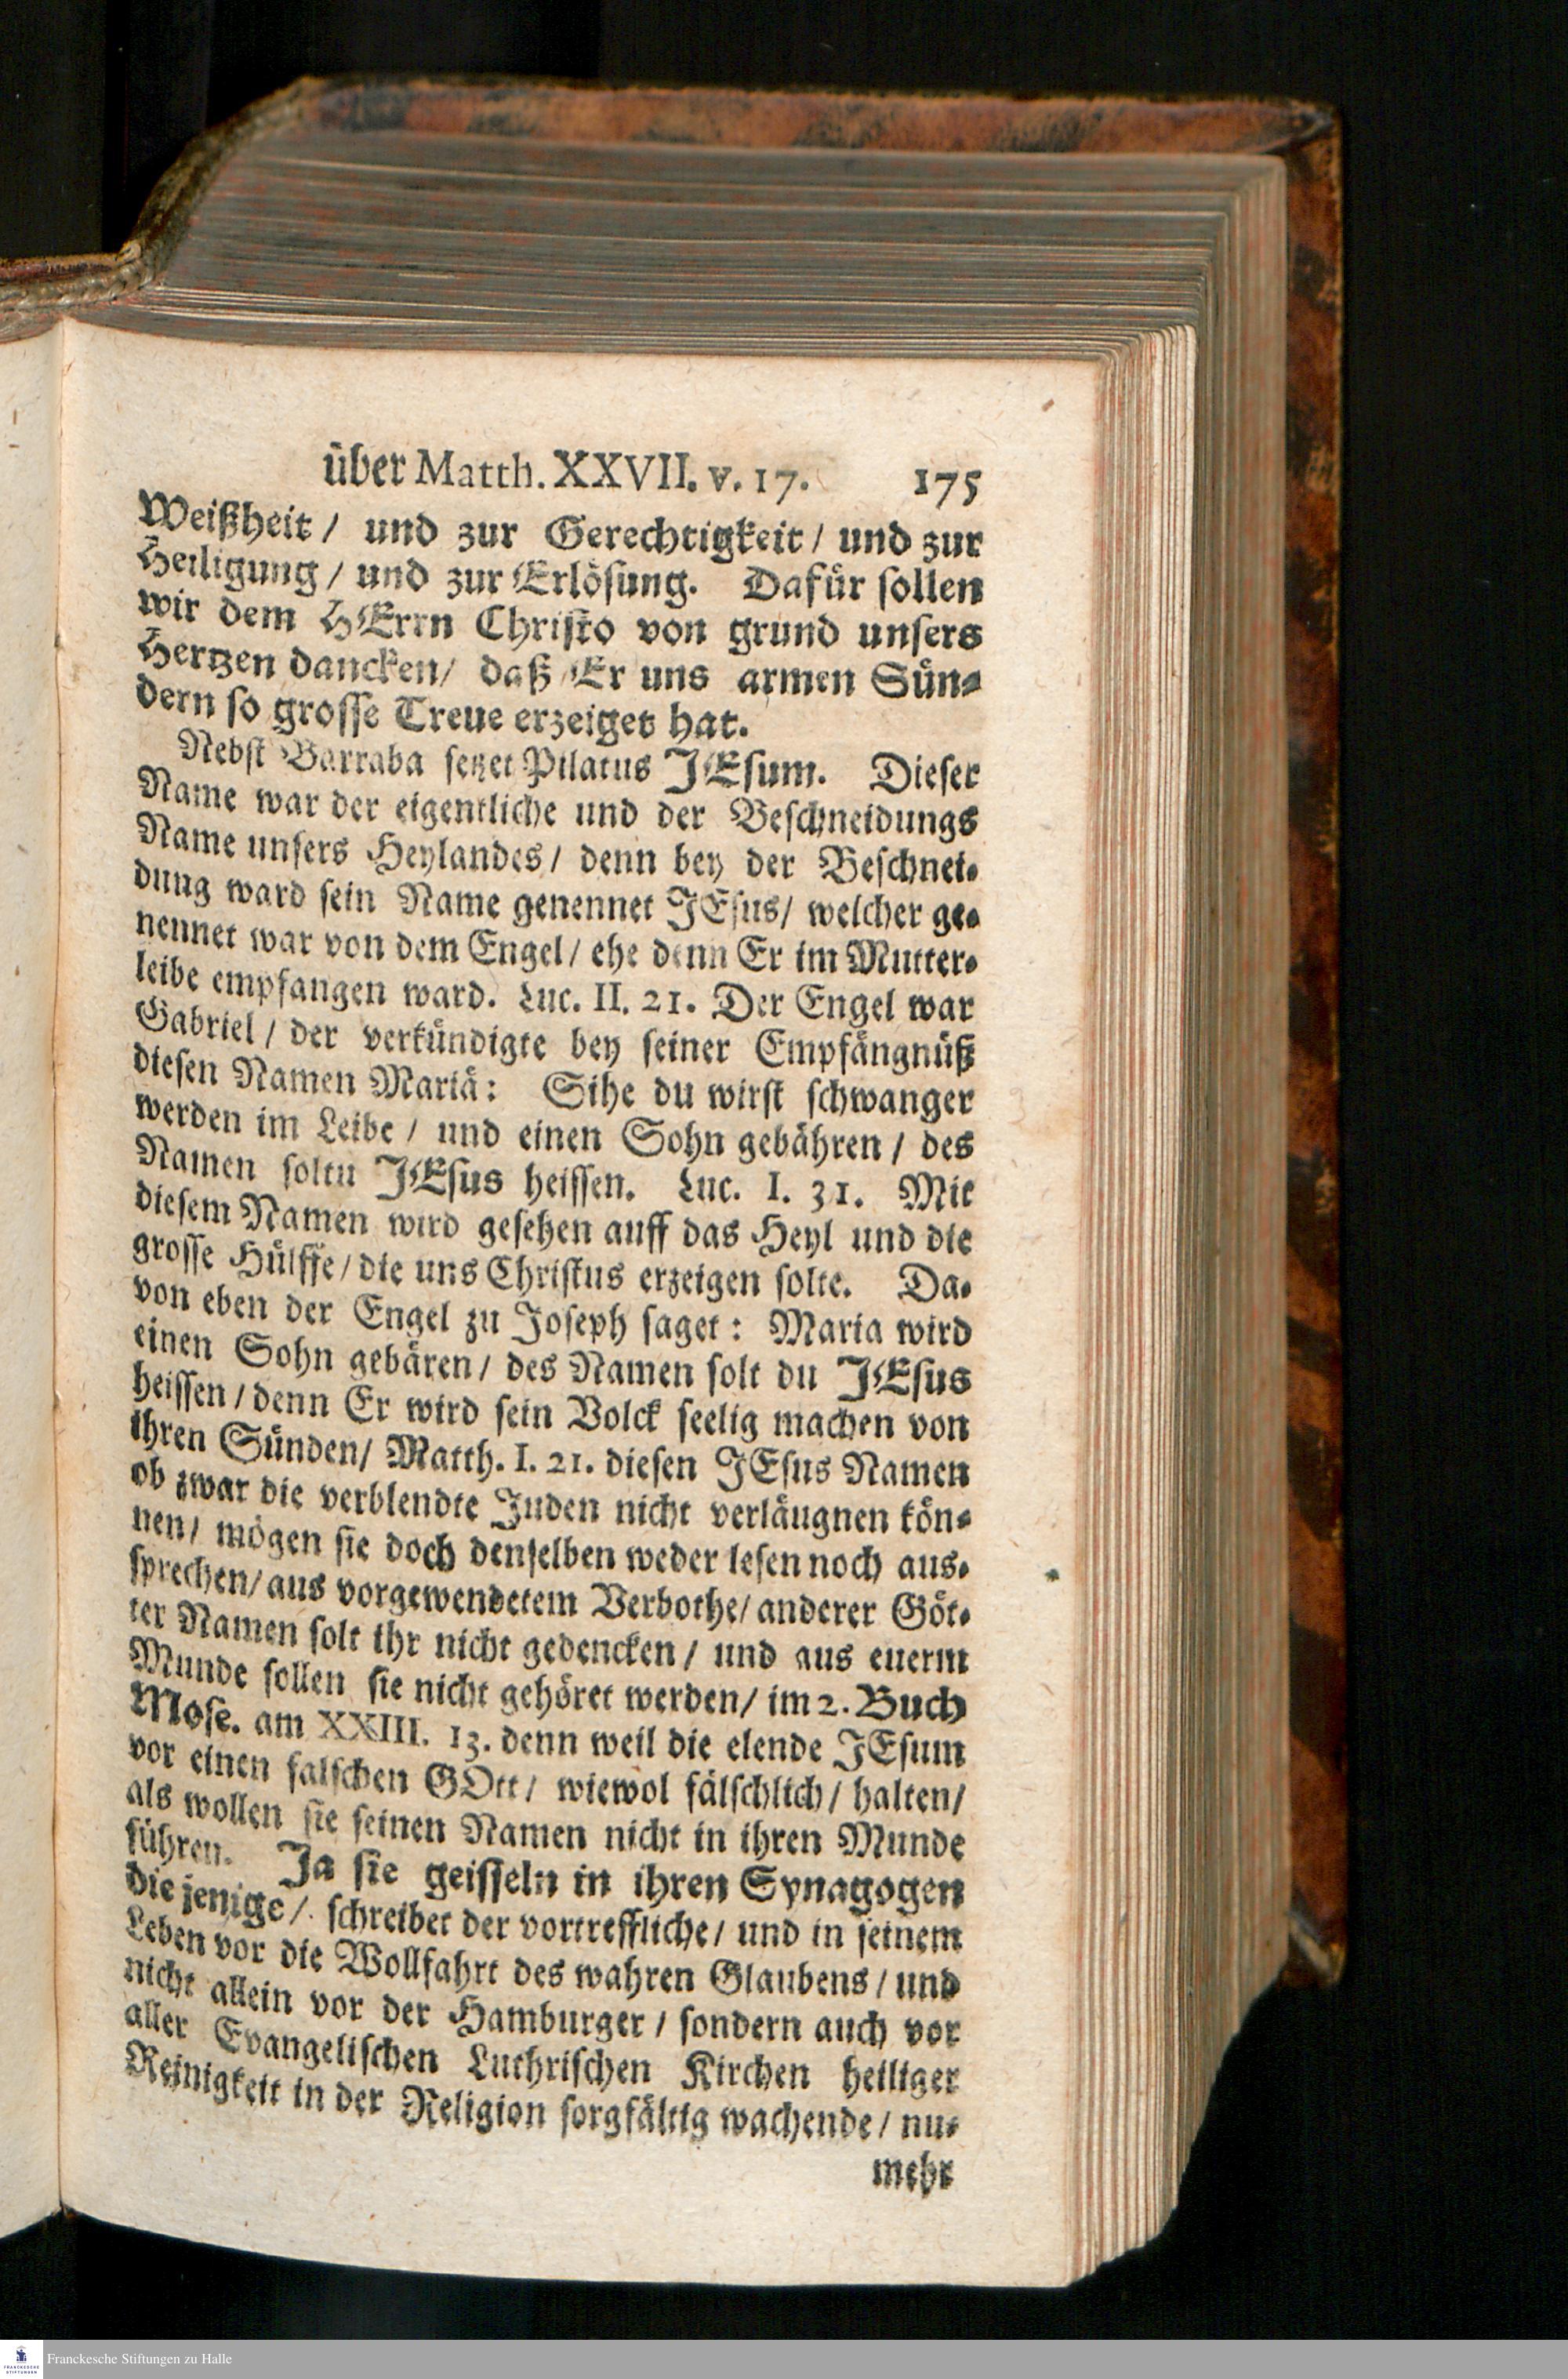 über Matth. XXVII. v. 17. 175
Weißheit / und zur Gerechtigkeit / und zur
Heiligung / und zur Erlösung. Dafür sollen
wir dem HErrn Christo von grund unsers
Hertzen dancken / daß Er uns armen Sün-
dern so grosse Treue erzeiget hat.
Nebst Barraba setzet Pilatus JEsum. Dieser
Name war der eigentliche und der Beschneidungs
Name unsers Heylandes / denn bey der Beschnei-
dung ward sein Name genennet JEsus / welcher ge-
nennet war von dem Engel / ehe denn Er im Mutter-
leibe empfangen ward. Luc. II. 21. Der Engel war
Gabriel / der verkündigte bey seiner Empfängnüß
diesen Namen Mariä: Sihe du wirst schwanger
werden im Leibe / und einen Sohn gebähren / des
Namen soltu JEsus heissen. Luc. I. 31. Mit
diesem Namen wird gesehen auff das Heyl und die
grosse Hülffe / die uns Christus erzeigen solte. Da-
von eben der Engel zu Joseph saget: Maria wird
einen Sohn gebären / des Namen solt du JEsus
heissen / denn Er wird sein Volck seelig machen von
ihren Sünden / Matth. I. 21. diesen JEsus Namen
ob zwar die verblendte Juden nicht verläugnen kön-
nen / mögen sie doch denselben weder lesen noch aus-
sprechen / aus vorgewendetem Verbothe / anderer Göt-
ter Namen solt ihr nicht gedencken / und aus euerm
Munde sollen sie nicht gehöret werden / im 2. Buch
Mose. am XXIII. 13. denn weil die elende JEsum
vor einen falschen GOtt / wiewol fälschlich / halten /
als wollen sie seinen Namen nicht in ihren Munde
führen. Ja sie geisseln in ihren Synagogen
die jenige / schreibet der vortreffliche / und in seinem
Leben vor die Wollfahrt des wahren Glaubens / und
nicht allein vor der Hamburger / sondern auch vor
aller Evangelischen Luthrischen Kirchen heiliger
Reinigkeit in der Religion sorgfältig wachende / nu-
mehr
FRANCKESCHE
STIFTUNGEN
Franckesche Stiftungen zu Halle